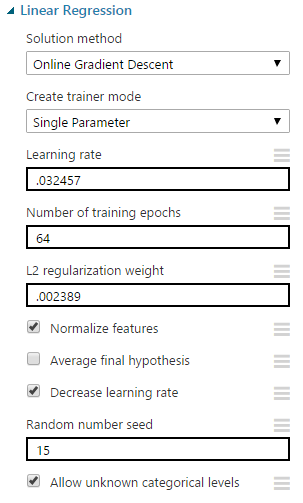 Linear Regression
Solution method
Online Gradient Descent
Create trainer mode
Single Parameter
Learning rate
.032457
Number of training epochs
64
L2 regularization weight
.002389
Normalize features
Average final hypothesis
Decrease learning rate
Random number seed
15
Allow unknown categorical levels